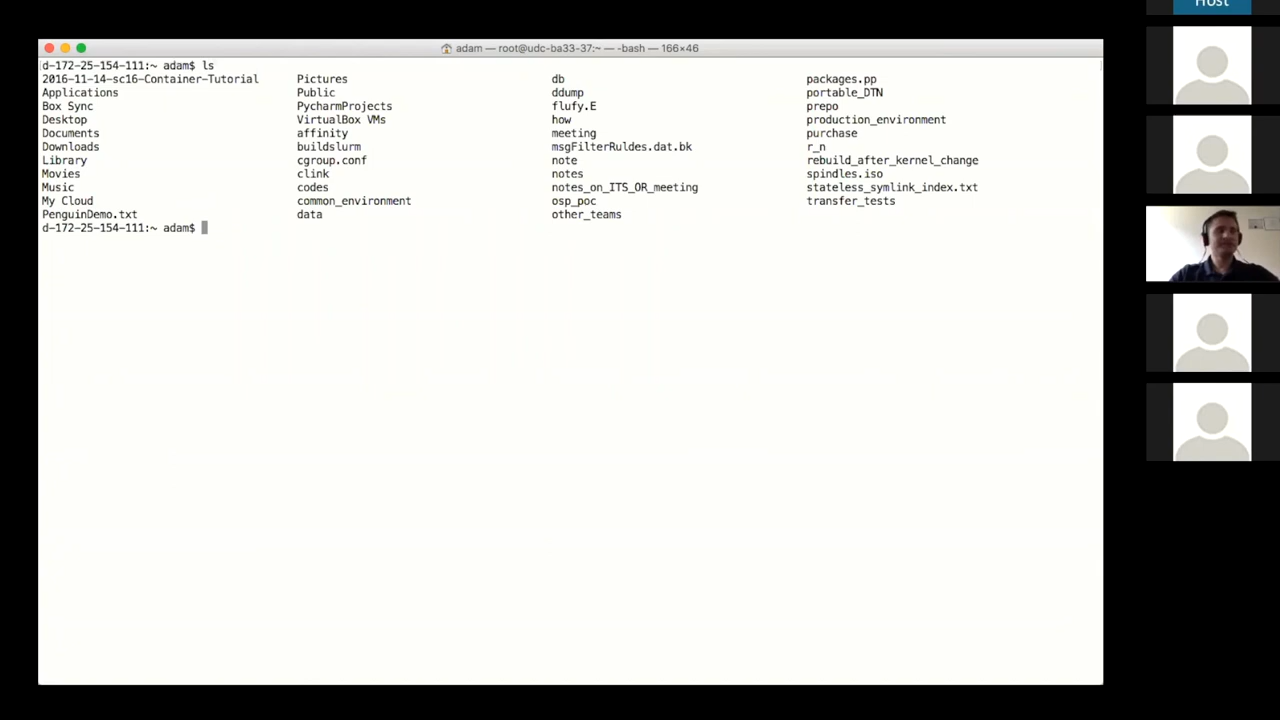 Host
adam — root@udc-ba33-37:~ — -bash — 166×46
d-172-25-154-111:~ adam$ ls
2016-11-14-sc16-Container-Tutorial Pictures db packages.pp
Applications Public ddump portable_DTN
Box Sync PycharmProjects flufy.E prepo
Desktop VirtualBox VMs how production_environment
Documents affinity meeting purchase
Downloads buildslurm msgFilterRuldes.dat.bk r_n
Library cgroup.conf note rebuild_after_kernel_change
Movies clink notes spindles.iso
Music codes notes_on_ITS_OR_meeting stateless_symlink_index.txt
My Cloud common_environment osp_poc transfer_tests
PenguinDemo.txt data other_teams
d-172-25-154-111:~ adam$